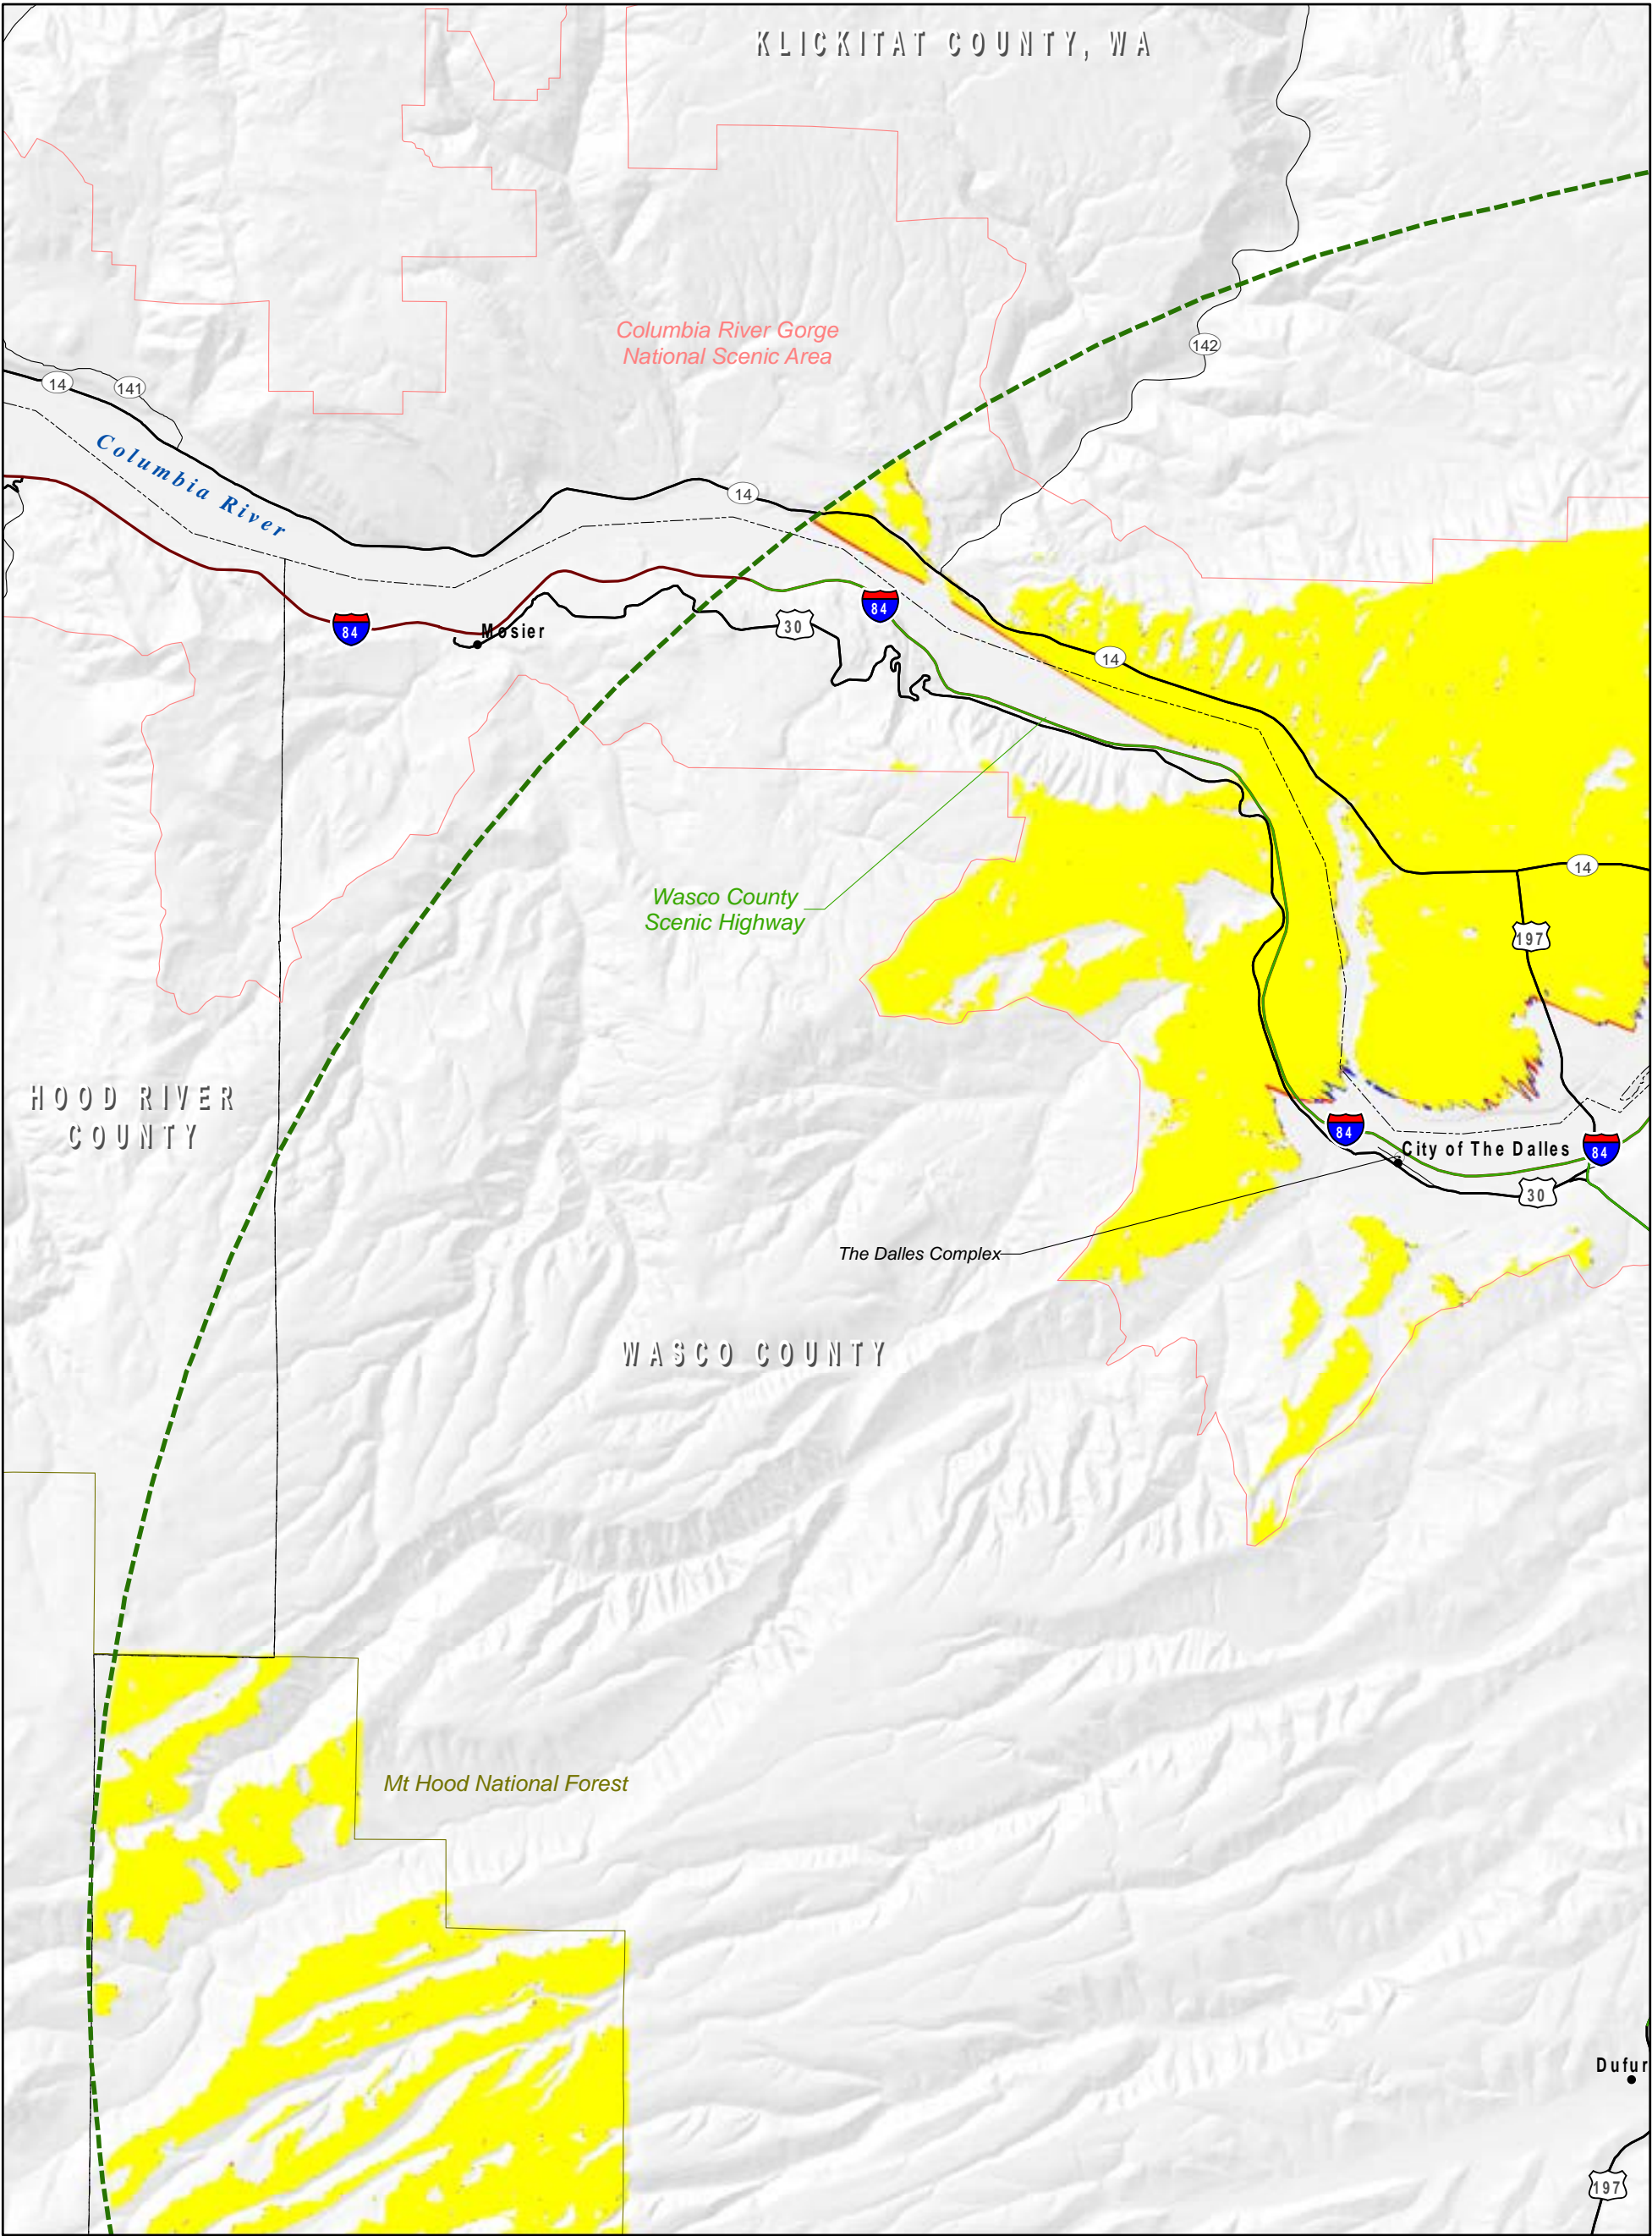 KLICKITAT COUNTY, WA
Columbia River Gorge
National Scenic Area
142
14
141
Columbia River
14
84
Mosier
30
84
14
14
Wasco County
Scenic Highway
197
HOOD RIVER
COUNTY
84
City of The Dalles
84
30
The Dalles Complex
WASCO COUNTY
Mt Hood National Forest
Dufur
197